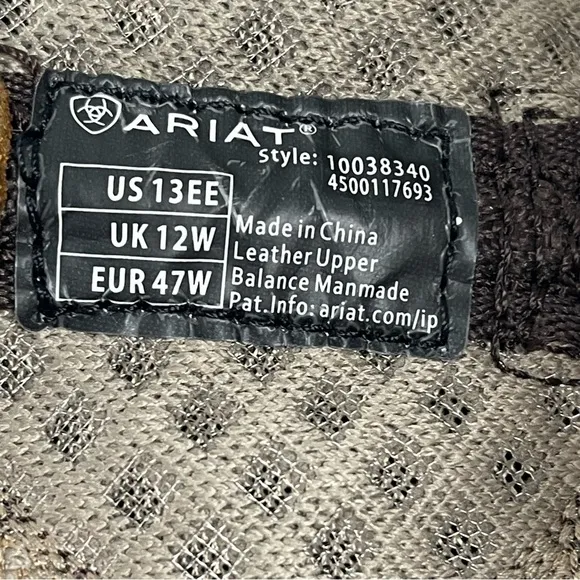 ARIAT®
Style: 10038340
4500117693
US 13EE
UK 12W
EUR 47W
Made in China
Leather Upper
Balance Manmade
Pat.Info: ariat.com/ip